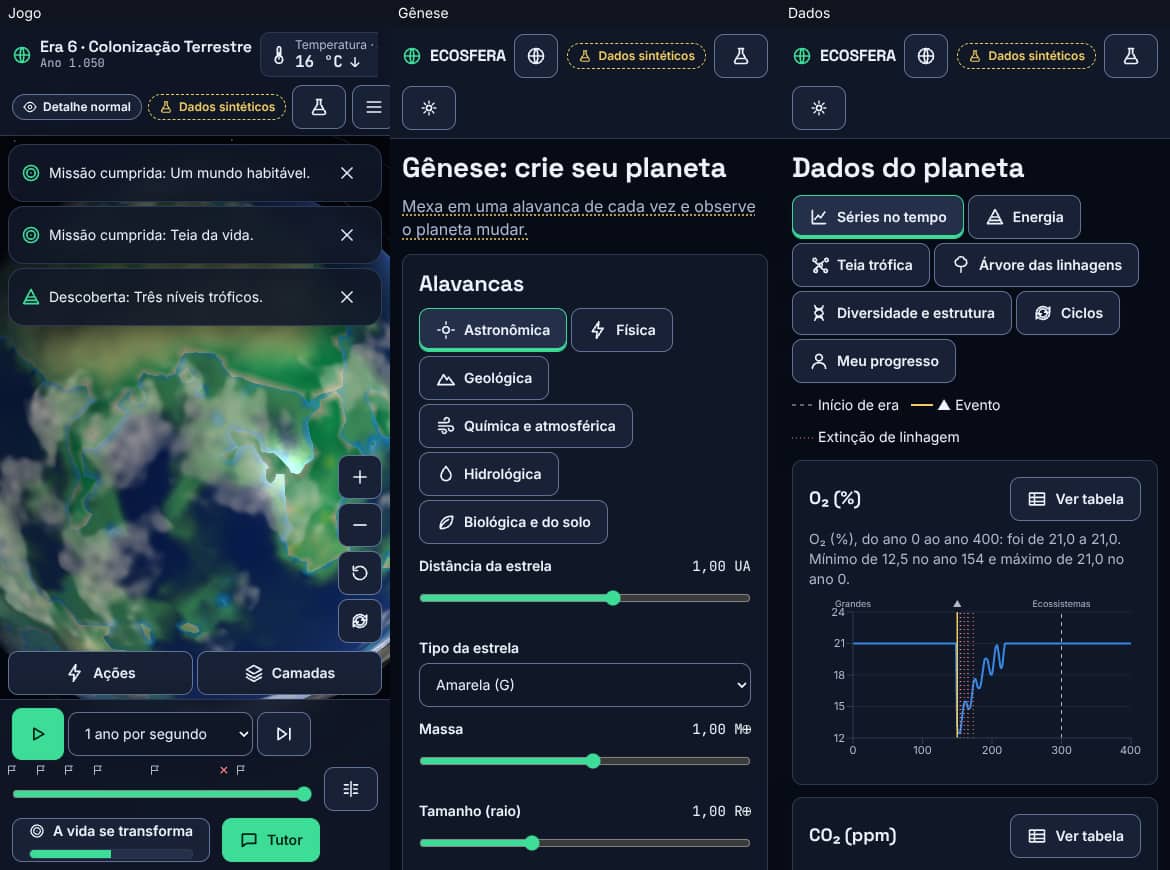 Jogo
Era 6 · Colonização Terrestre
Ano 1.050
Temperatura ·
16 °C ↓
Detalhe normal
Dados sintéticos
Missão cumprida: Um mundo habitável.
Missão cumprida: Teia da vida.
Descoberta: Três níveis tróficos.
Ações
Camadas
1 ano por segundo
A vida se transforma
Tutor
Gênese
ECOSFERA
Dados sintéticos
Gênese: crie seu planeta
Mexa em uma alavanca de cada vez e observe
o planeta mudar.
Alavancas
Astronômica
Física
Geológica
Química e atmosférica
Hidrológica
Biológica e do solo
Distância da estrela 1,00 UA
Tipo da estrela
Amarela (G)
Massa 1,00 M⊕
Tamanho (raio) 1,00 R⊕
Dados
ECOSFERA
Dados sintéticos
Dados do planeta
Séries no tempo
Energia
Teia trófica
Árvore das linhagens
Diversidade e estrutura
Ciclos
Meu progresso
Início de era
Evento
Extinção de linhagem
O₂ (%)
Ver tabela
O₂ (%), do ano 0 ao ano 400: foi de 21,0 a 21,0.
Mínimo de 12,5 no ano 154 e máximo de 21,0 no
ano 0.
Grandes
Ecossistemas
24
21
18
15
12
0 100 200 300 400
CO₂ (ppm)
Ver tabela